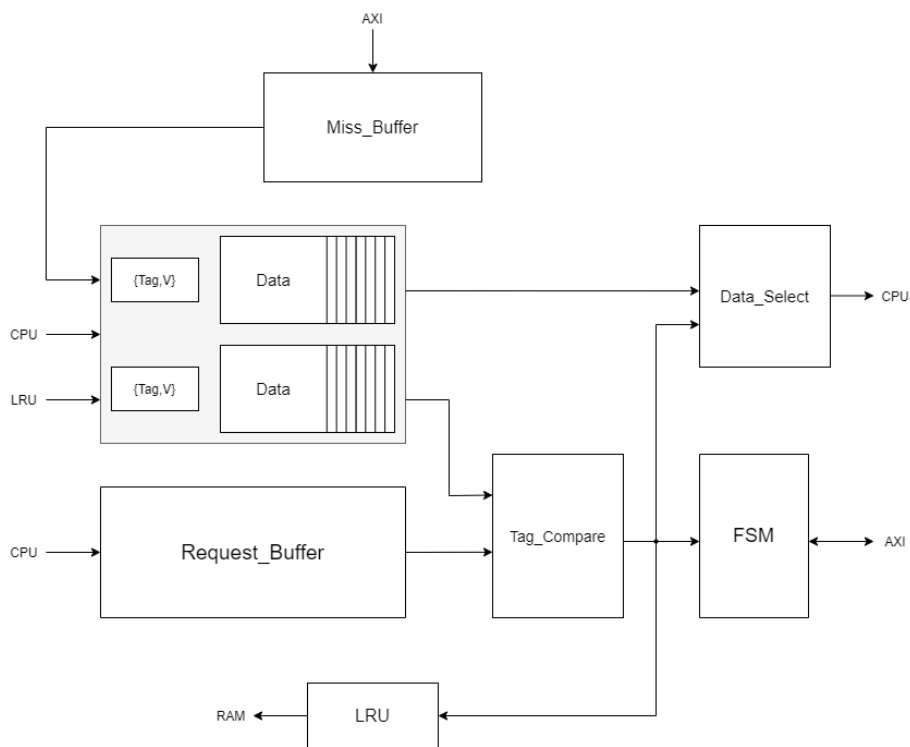 AXI
Miss_Buffer
{Tag,V}
Data
Data_Select
CPU
CPU
{Tag,V}
Data
LRU
CPU
Request_Buffer
Tag_Compare
FSM
AXI
RAM
LRU